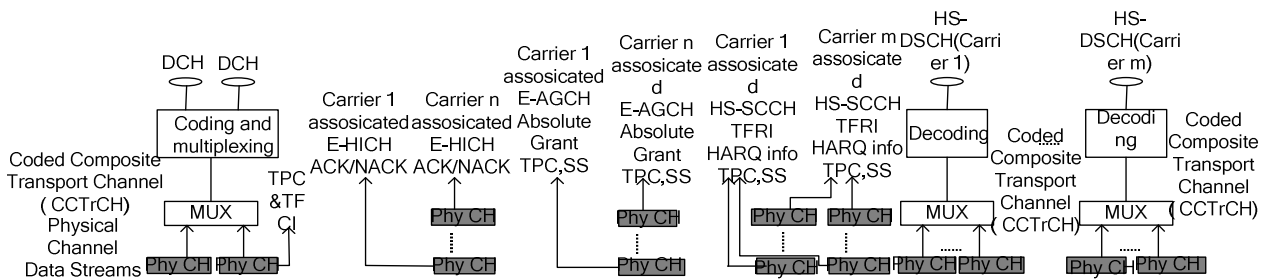 DCH
DCH
Coding and
multiplexing
Coded Composite
Transport Channel
( CCTrCH)
Physical
Channel
Data Streams
MUX
TPC
&TF
CI
Phy CH
Phy CH
Carrier 1
assosicated
E-HICH
ACK/NACK
Carrier n
assosicated
E-HICH
ACK/NACK
Phy CH
Phy CH
Carrier 1
assosicated
E-AGCH
Absolute
Grant
TPC,SS
Carrier n
assosicate
d
E-AGCH
Absolute
Grant
TPC,SS
Phy CH
Phy CH
Carrier 1
assosicate
d
HS-SCCH
TFRI
HARQ info
TPC,SS
Carrier m
assosicate
d
HS-SCCH
TFRI
HARQ info
TPC,SS
Phy CH
Phy CH
Phy CH
Phy CH
HS-
DSCH(Carri
er 1)
Decoding
Coded
Composite
Transport
Channel
( CCTrCH)
MUX
Phy CH
Phy CH
HS-
DSCH(Carri
er m)
Decodi
ng
Coded
Composite
Transport
Channel
( CCTrCH)
MUX
Phy CH
Phy CH